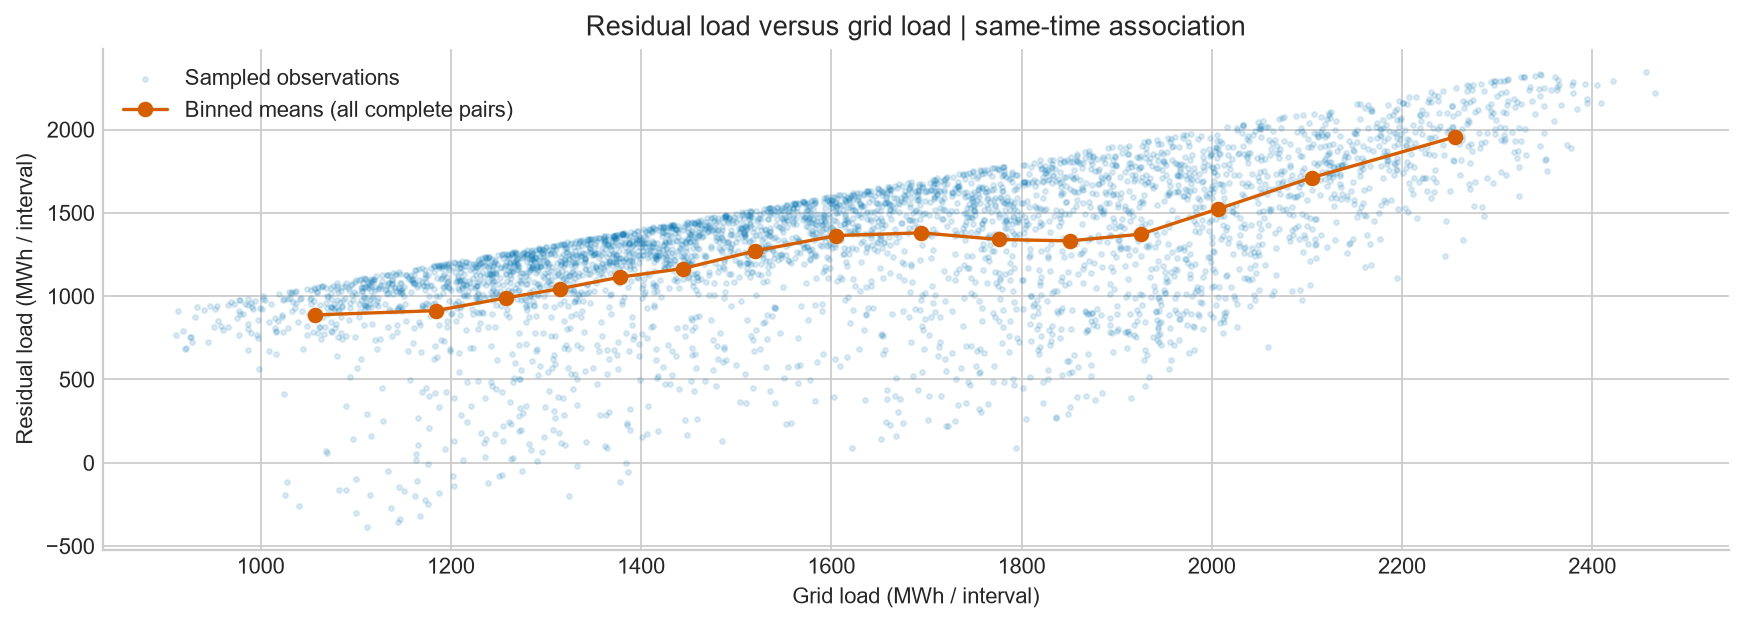 Residual load versus grid load | same-time association
Sampled observations
Binned means (all complete pairs)
Residual load (MWh / interval)
2000
1500
1000
500
0
−500
1000 1200 1400 1600 1800 2000 2200 2400
Grid load (MWh / interval)